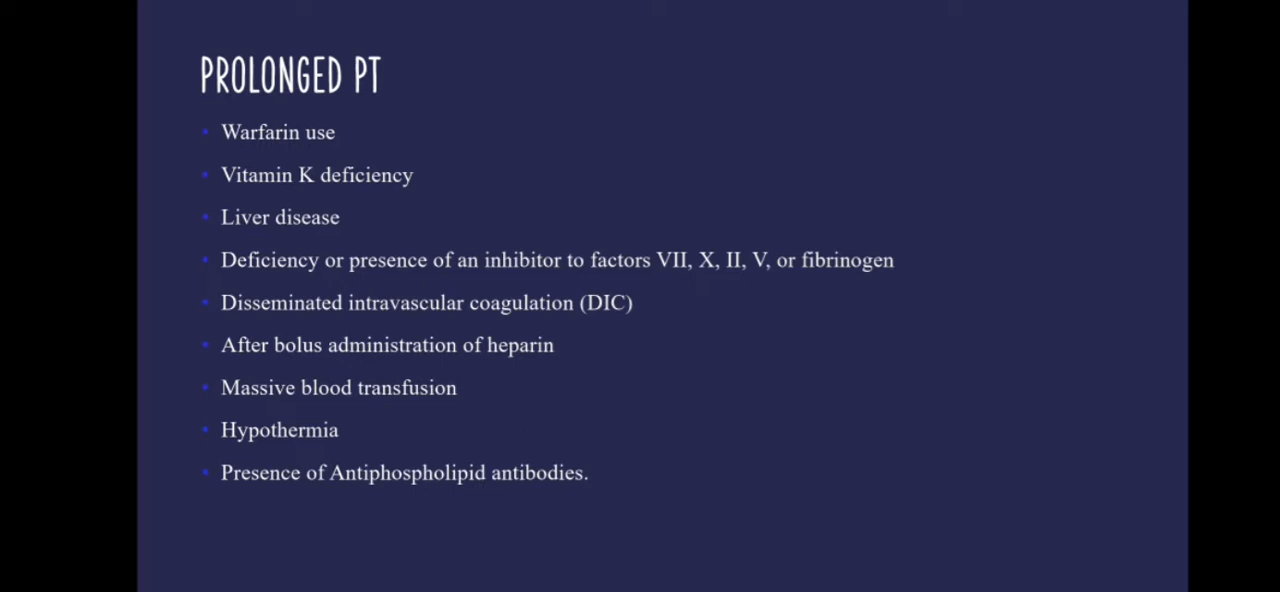 PROLONGED PT
• Warfarin use
• Vitamin K deficiency
• Liver disease
• Deficiency or presence of an inhibitor to factors VII, X, II, V, or fibrinogen
• Disseminated intravascular coagulation (DIC)
• After bolus administration of heparin
• Massive blood transfusion
• Hypothermia
• Presence of Antiphospholipid antibodies.